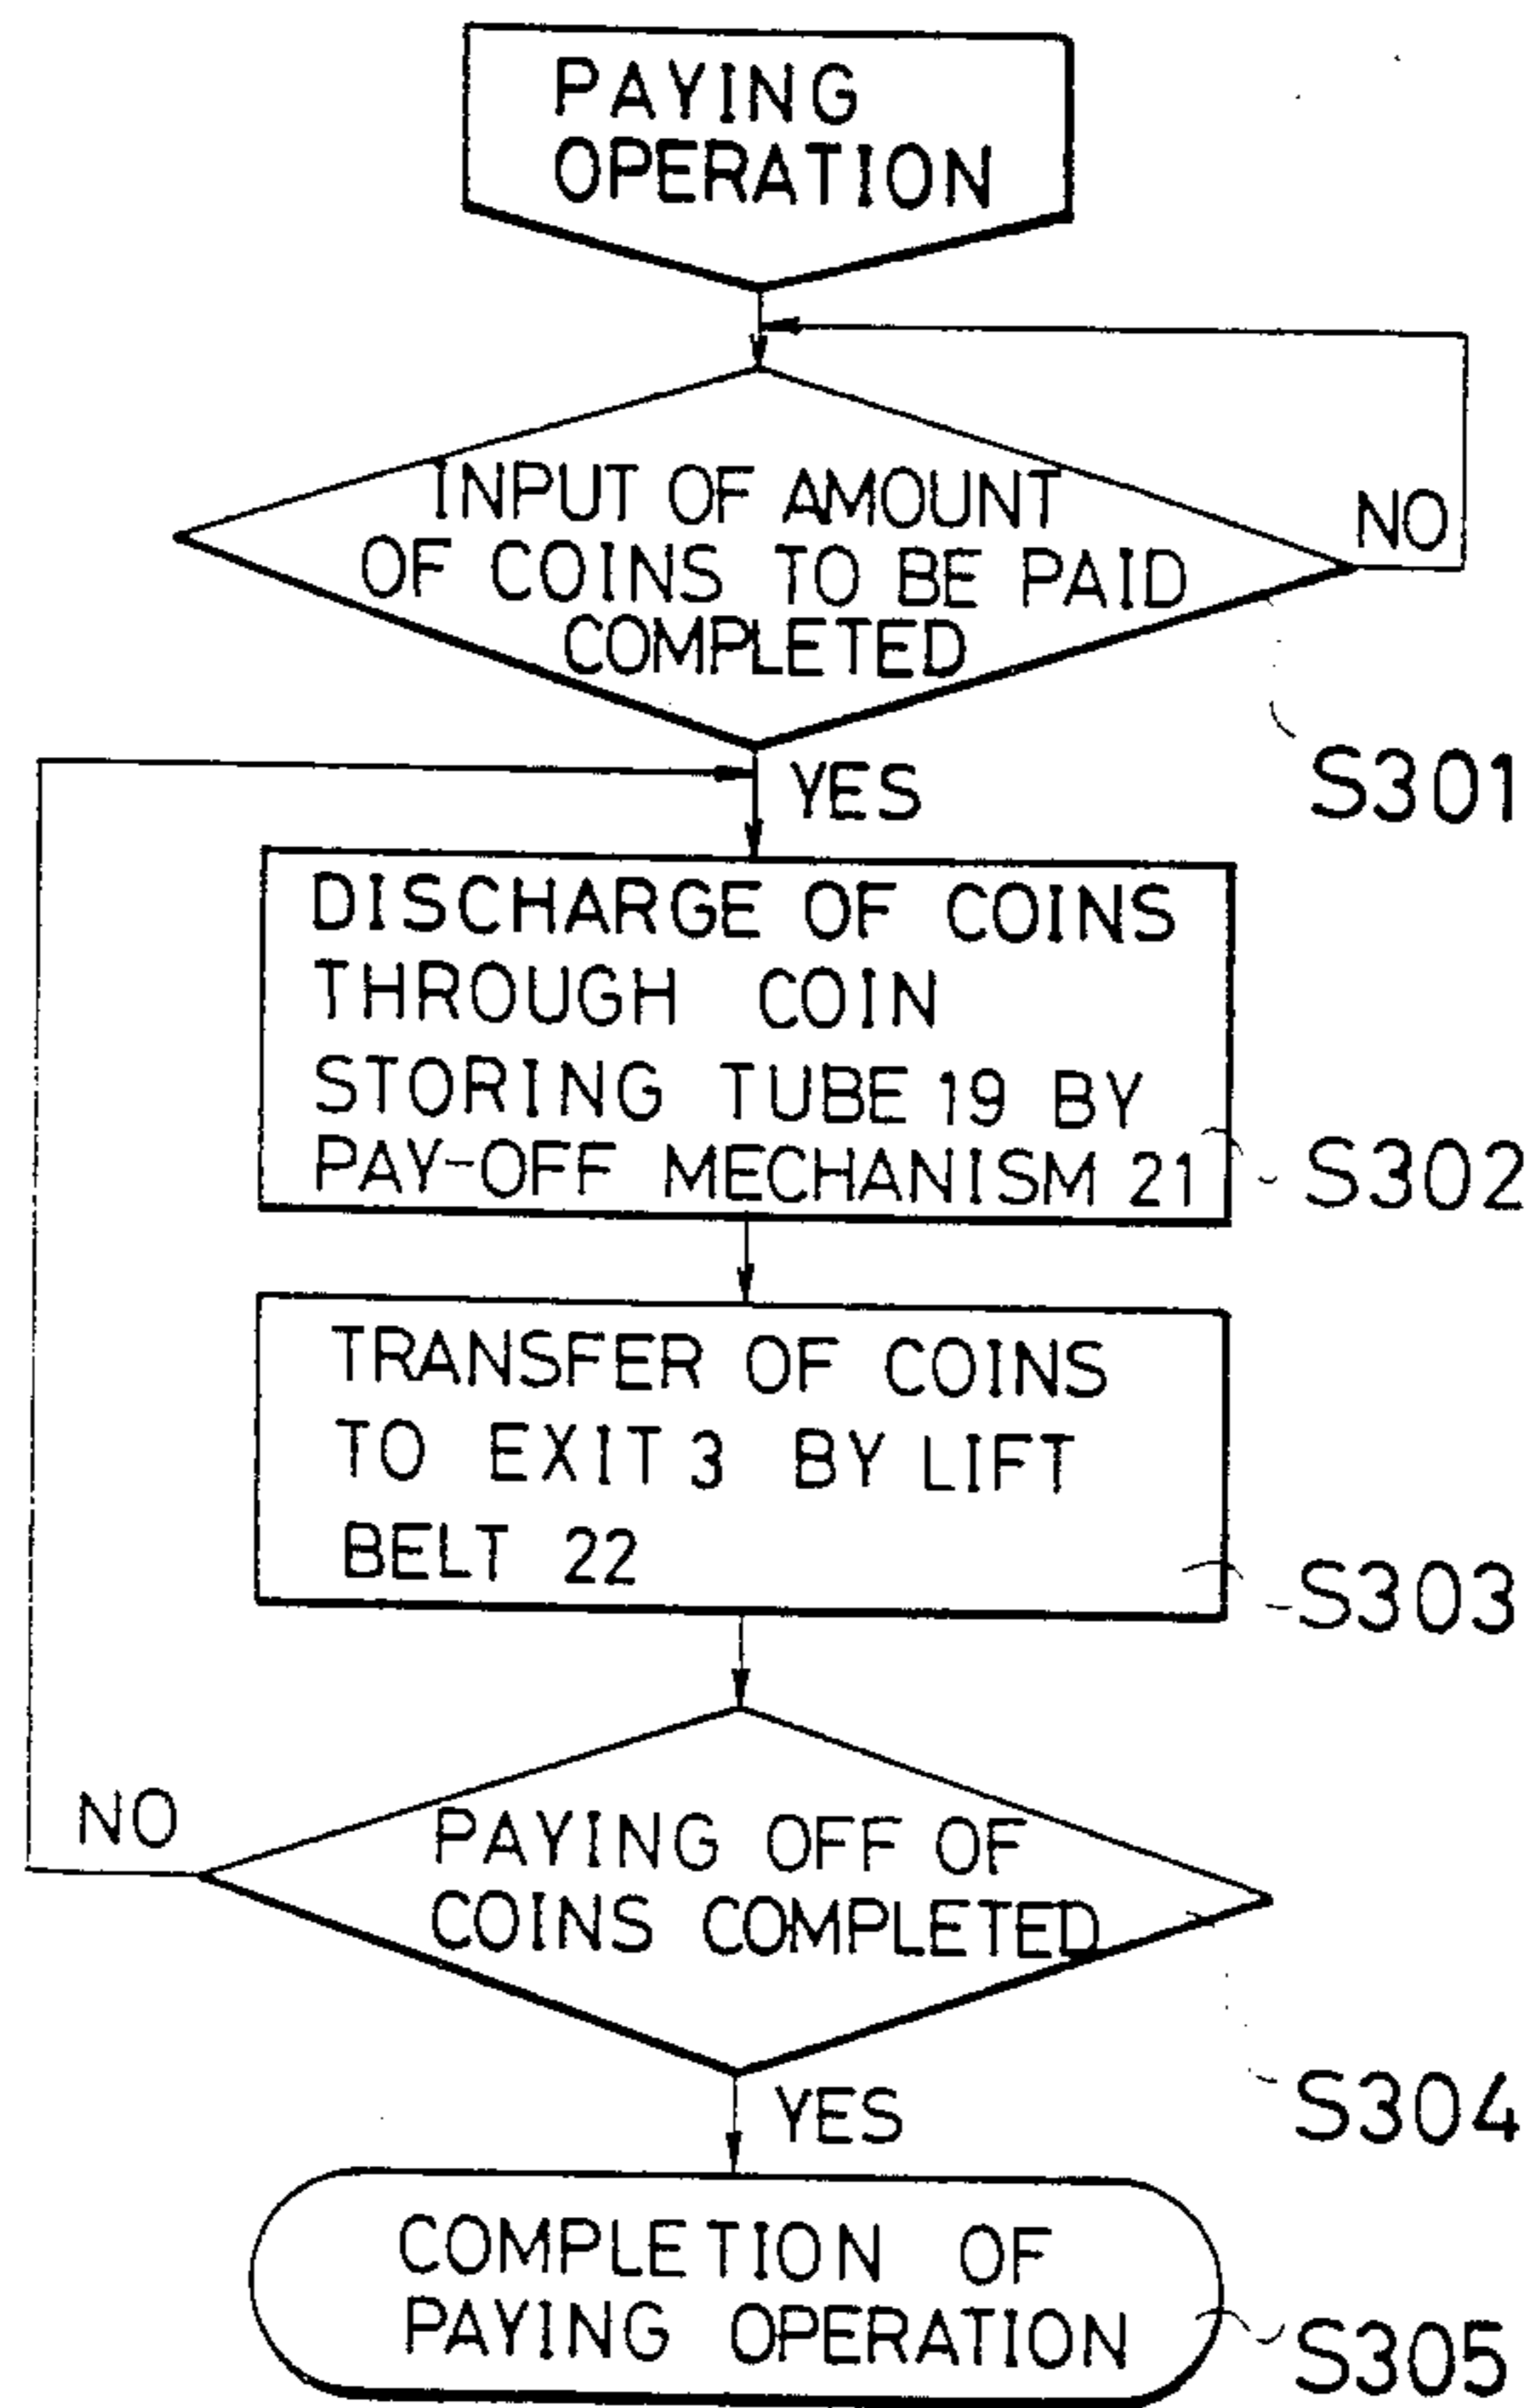 PAYING
OPERATION
INPUT OF AMOUNT
OF COINS TO BE PAID
COMPLETED
NO
S301
YES
DISCHARGE OF COINS
THROUGH COIN
STORING TUBE 19 BY
PAY-OFF MECHANISM 21
S302
TRANSFER OF COINS
TO EXIT 3 BY LIFT
BELT 22
S303
NO
PAYING OFF OF
COINS COMPLETED
S304
YES
COMPLETION OF
PAYING OPERATION
S305